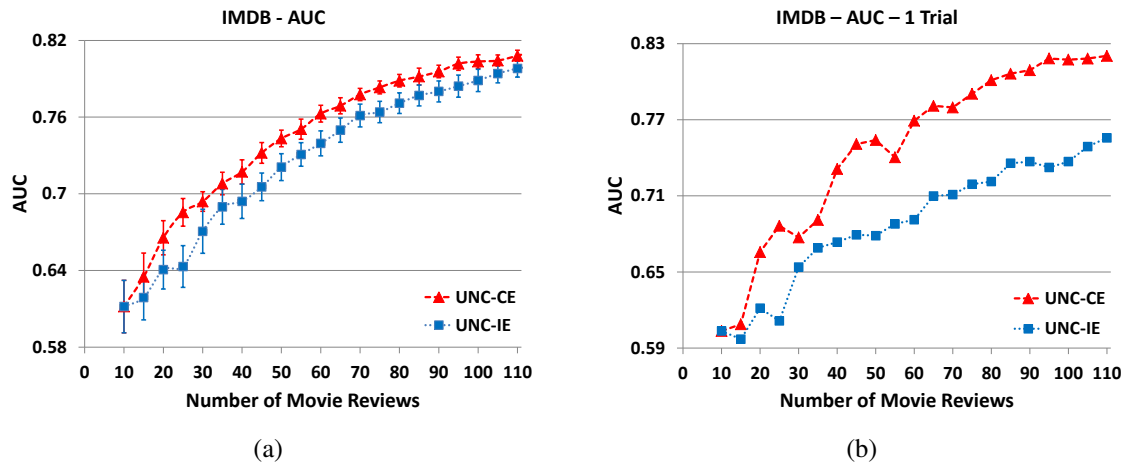 IMDB - AUC
0.82
0.76
0.7
0.64
0.58
AUC
UNC-CE
UNC-IE
0 10 20 30 40 50 60 70 80 90 100 110
Number of Movie Reviews
(a)
IMDB – AUC – 1 Trial
0.83
0.77
0.71
0.65
0.59
AUC
UNC-CE
UNC-IE
0 10 20 30 40 50 60 70 80 90 100 110
Number of Movie Reviews
(b)